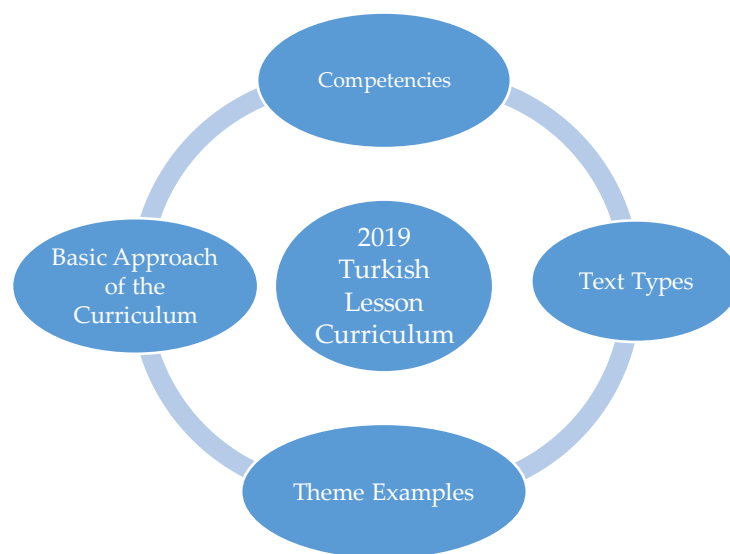 Competencies
Basic Approach
of the
Curriculum
2019
Turkish
Lesson
Curriculum
Text Types
Theme Examples